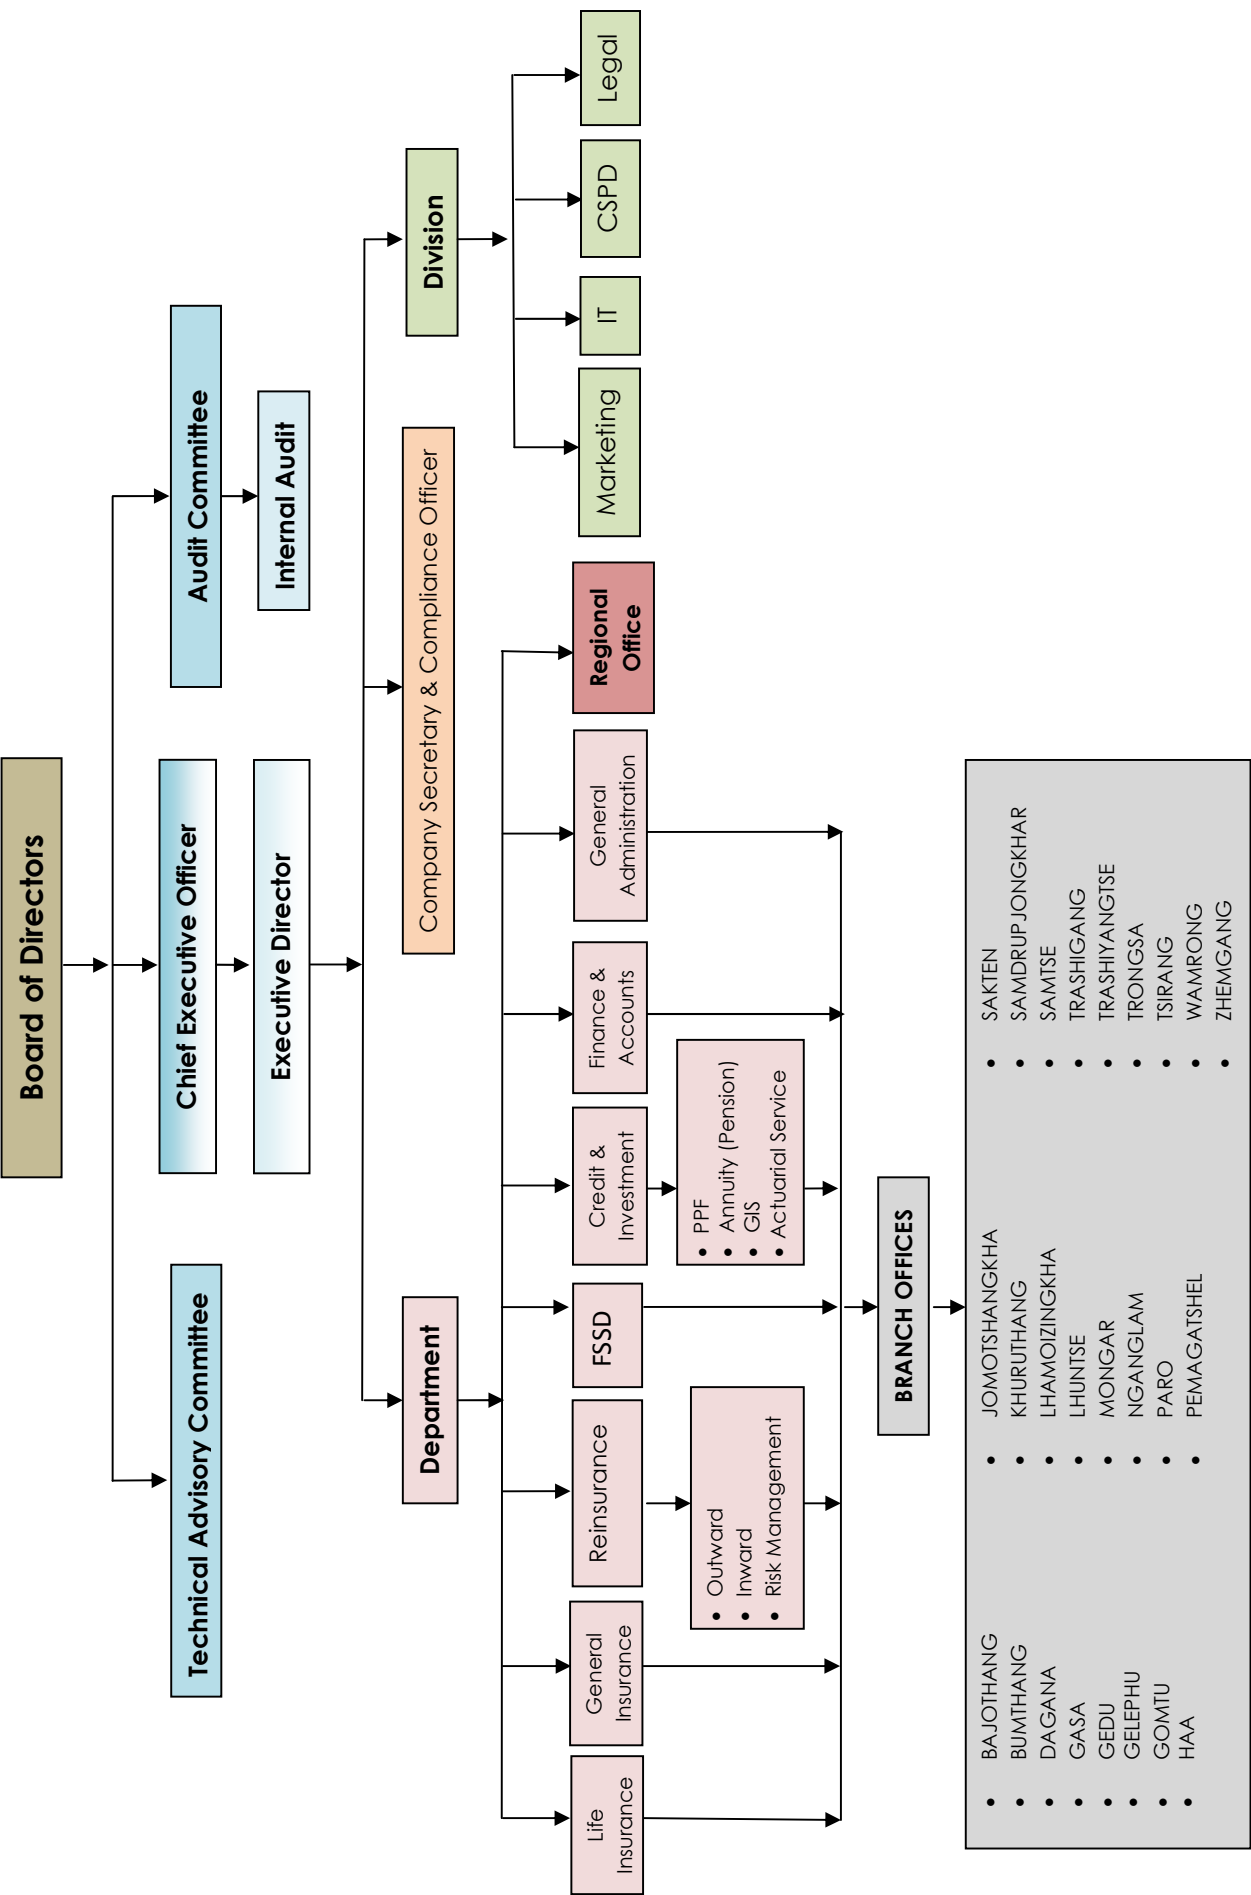 Board of Directors
Technical Advisory Committee
Chief Executive Officer
Audit Committee
Executive Director
Internal Audit
Department
Company Secretary & Compliance Officer
Division
Life
Insurance
General
Insurance
Reinsurance
FSSD
Credit &
Investment
Finance &
Accounts
General
Administration
Regional
Office
Marketing
IT
CSPD
Legal
• Outward
• Inward
• Risk Management
• PPF
• Annuity (Pension)
• GIS
• Actuarial Service
BRANCH OFFICES
• BAJOTHANG
• BUMTHANG
• DAGANA
• GASA
• GEDU
• GELEPHU
• GOMTU
• HAA
• JOMOTSHANGKHA
• KHURUTHANG
• LHAMOIZINGKHA
• LHUNTSE
• MONGAR
• NGANGLAM
• PARO
• PEMAGATSHEL
• SAKTEN
• SAMDRUP JONGKHAR
• SAMTSE
• TRASHIGANG
• TRASHIYANGTSE
• TRONGSA
• TSIRANG
• WAMRONG
• ZHEMGANG